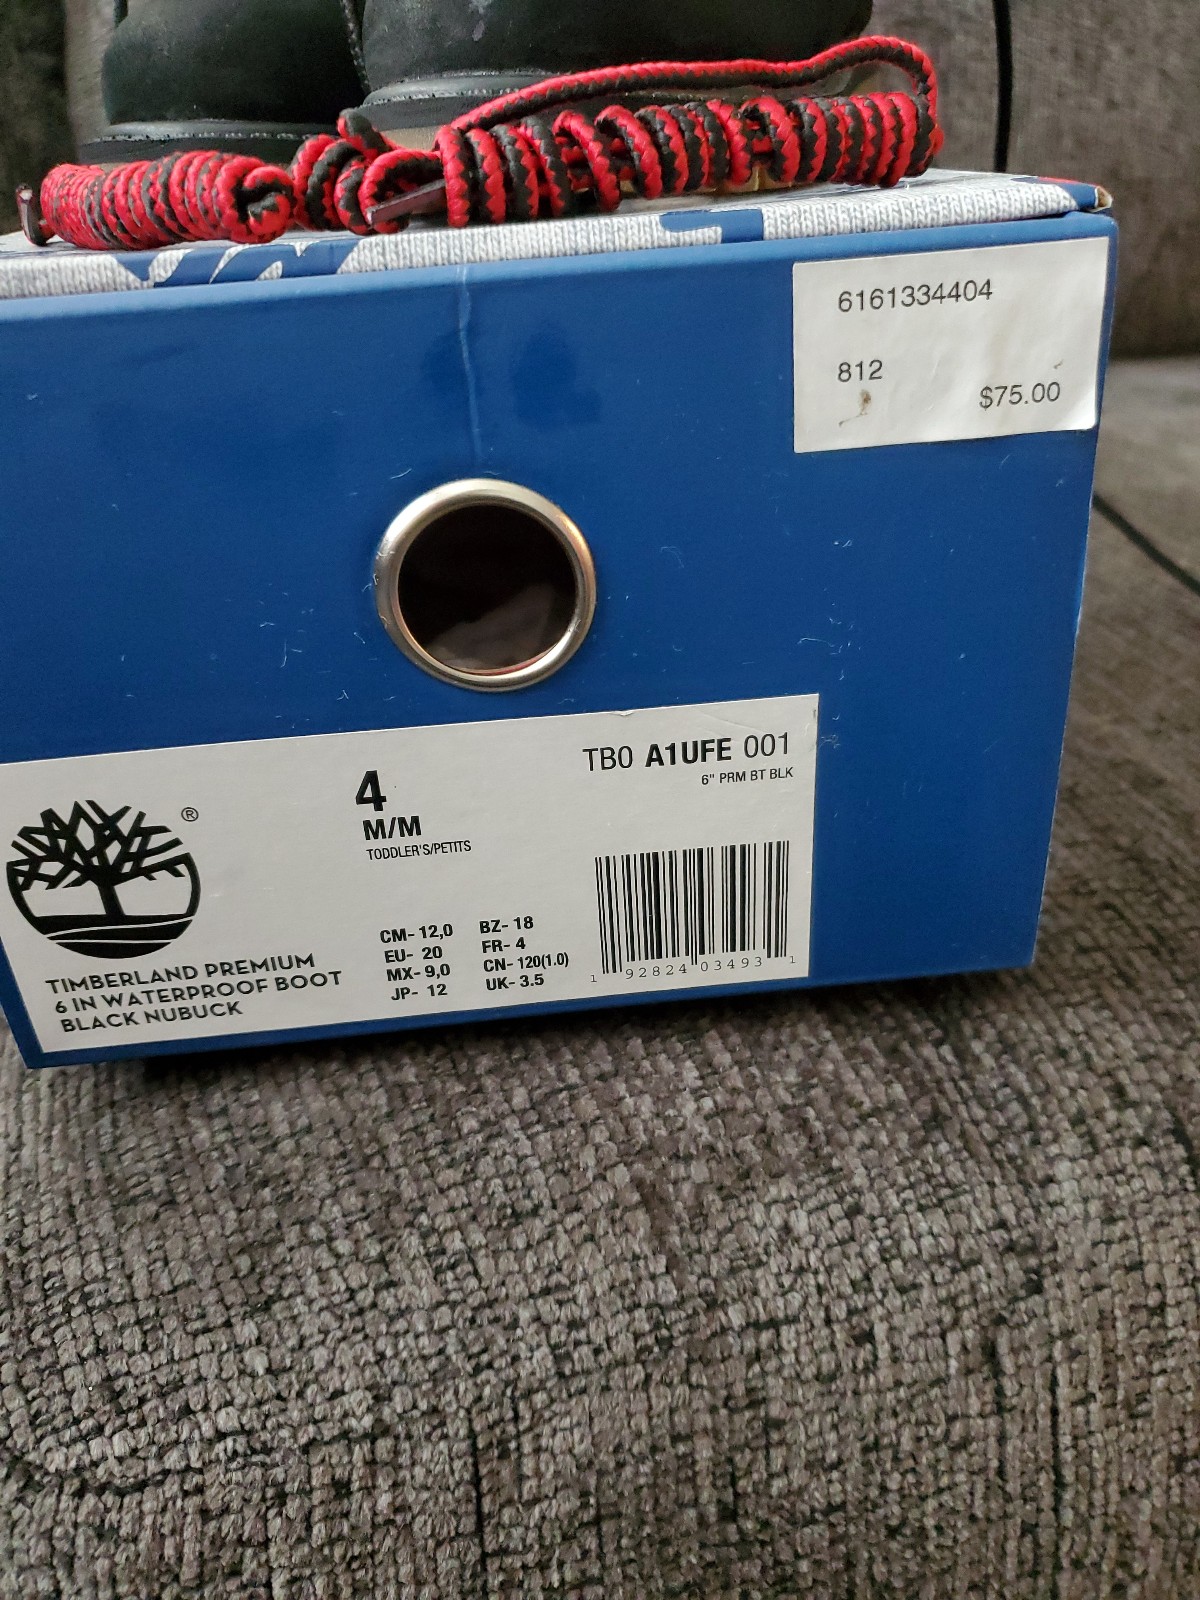 6161334404
812
$75.00
TB0 A1UFE 001
6" PRM BT BLK
4
M/M
TODDLER'S/PETITS
®
TIMBERLAND PREMIUM
6 IN WATERPROOF BOOT
BLACK NUBUCK
CM- 12,0 BZ- 18
EU- 20 FR- 4
MX- 9,0 CN- 120(1.0)
JP- 12 UK- 3.5
1 92824 03493 1